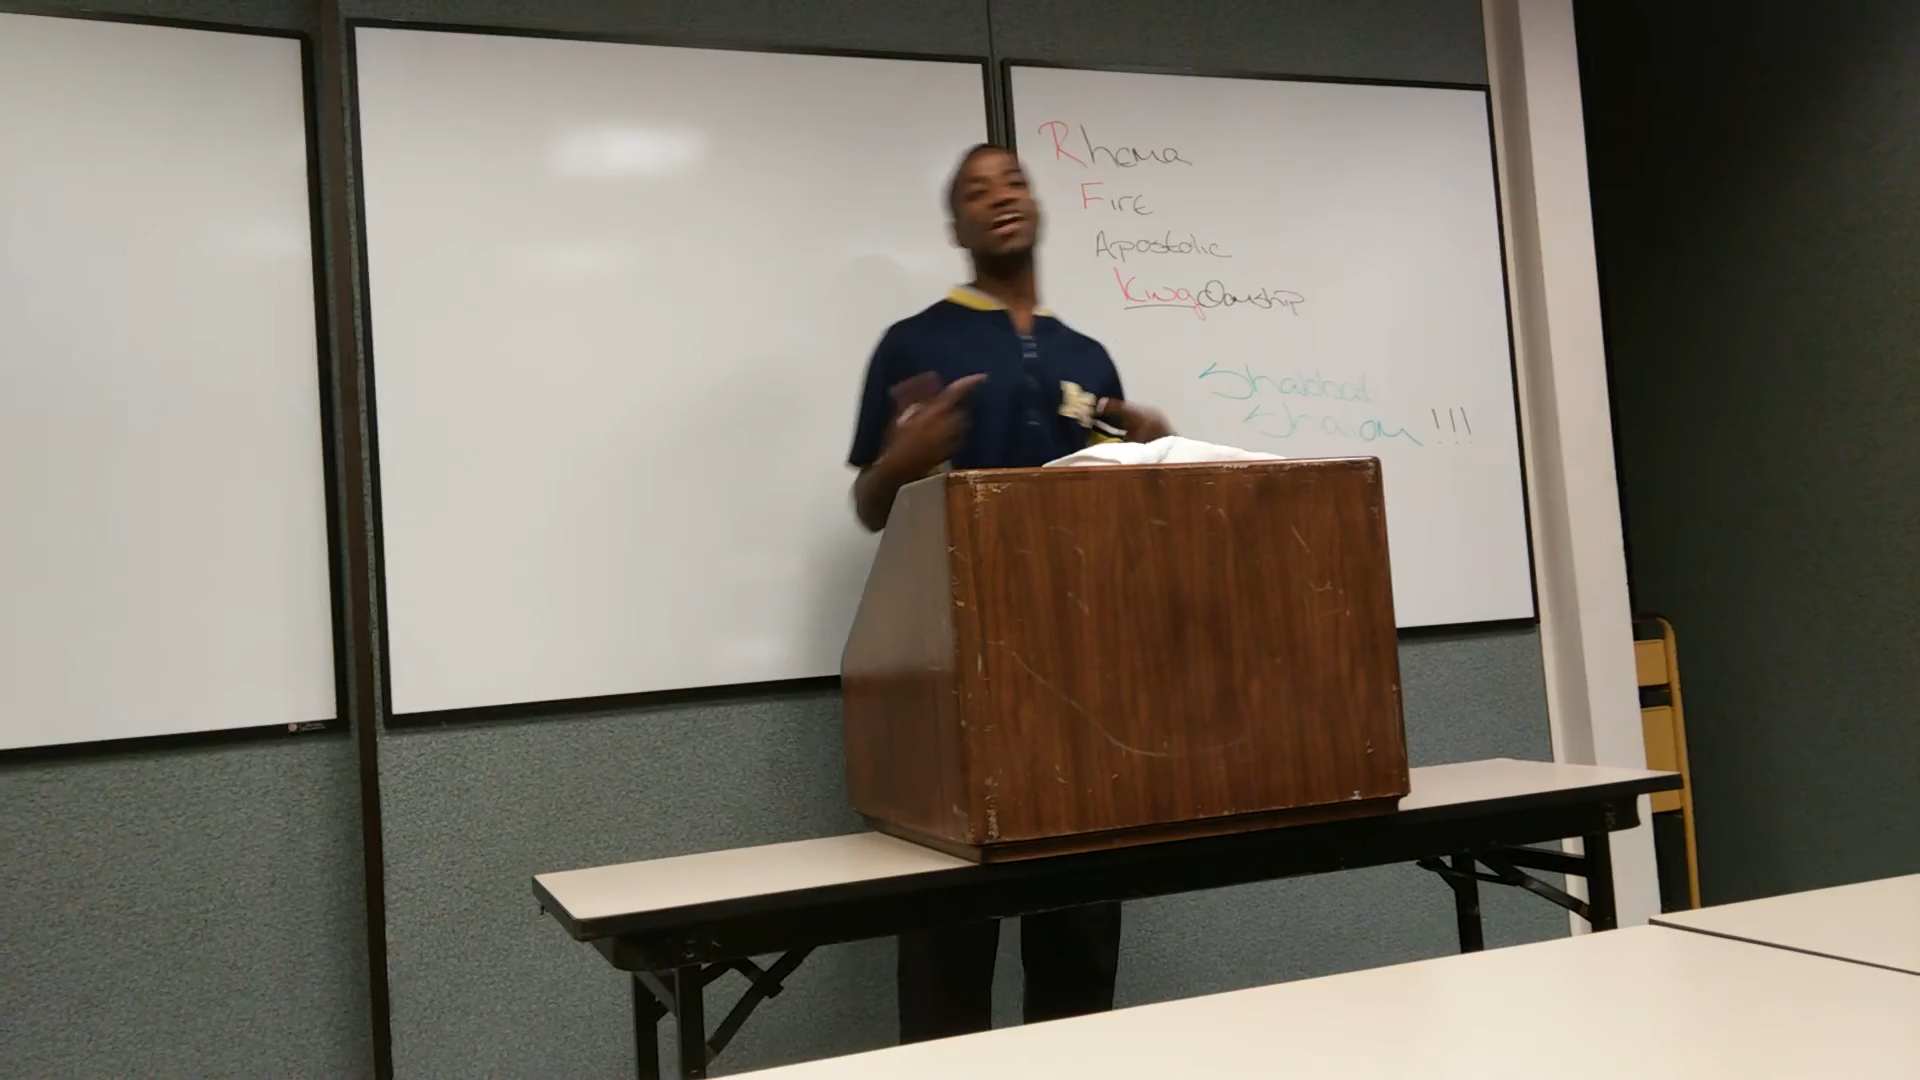 Rhema
Fire
Apostolic
Kingdomship
Shabbat
Shalom !!!